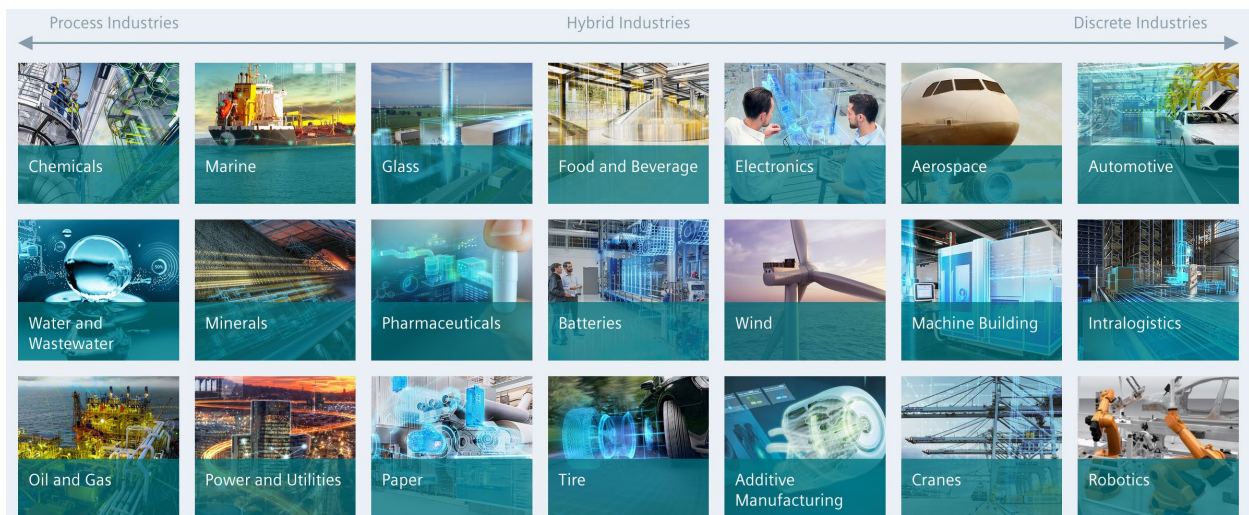 Process Industries
Hybrid Industries
Discrete Industries
Chemicals
Marine
Glass
Food and Beverage
Electronics
Aerospace
Automotive
Water and
Wastewater
Minerals
Pharmaceuticals
Batteries
Wind
Machine Building
Intralogistics
Oil and Gas
Power and Utilities
Paper
Tire
Additive
Manufacturing
Cranes
Robotics